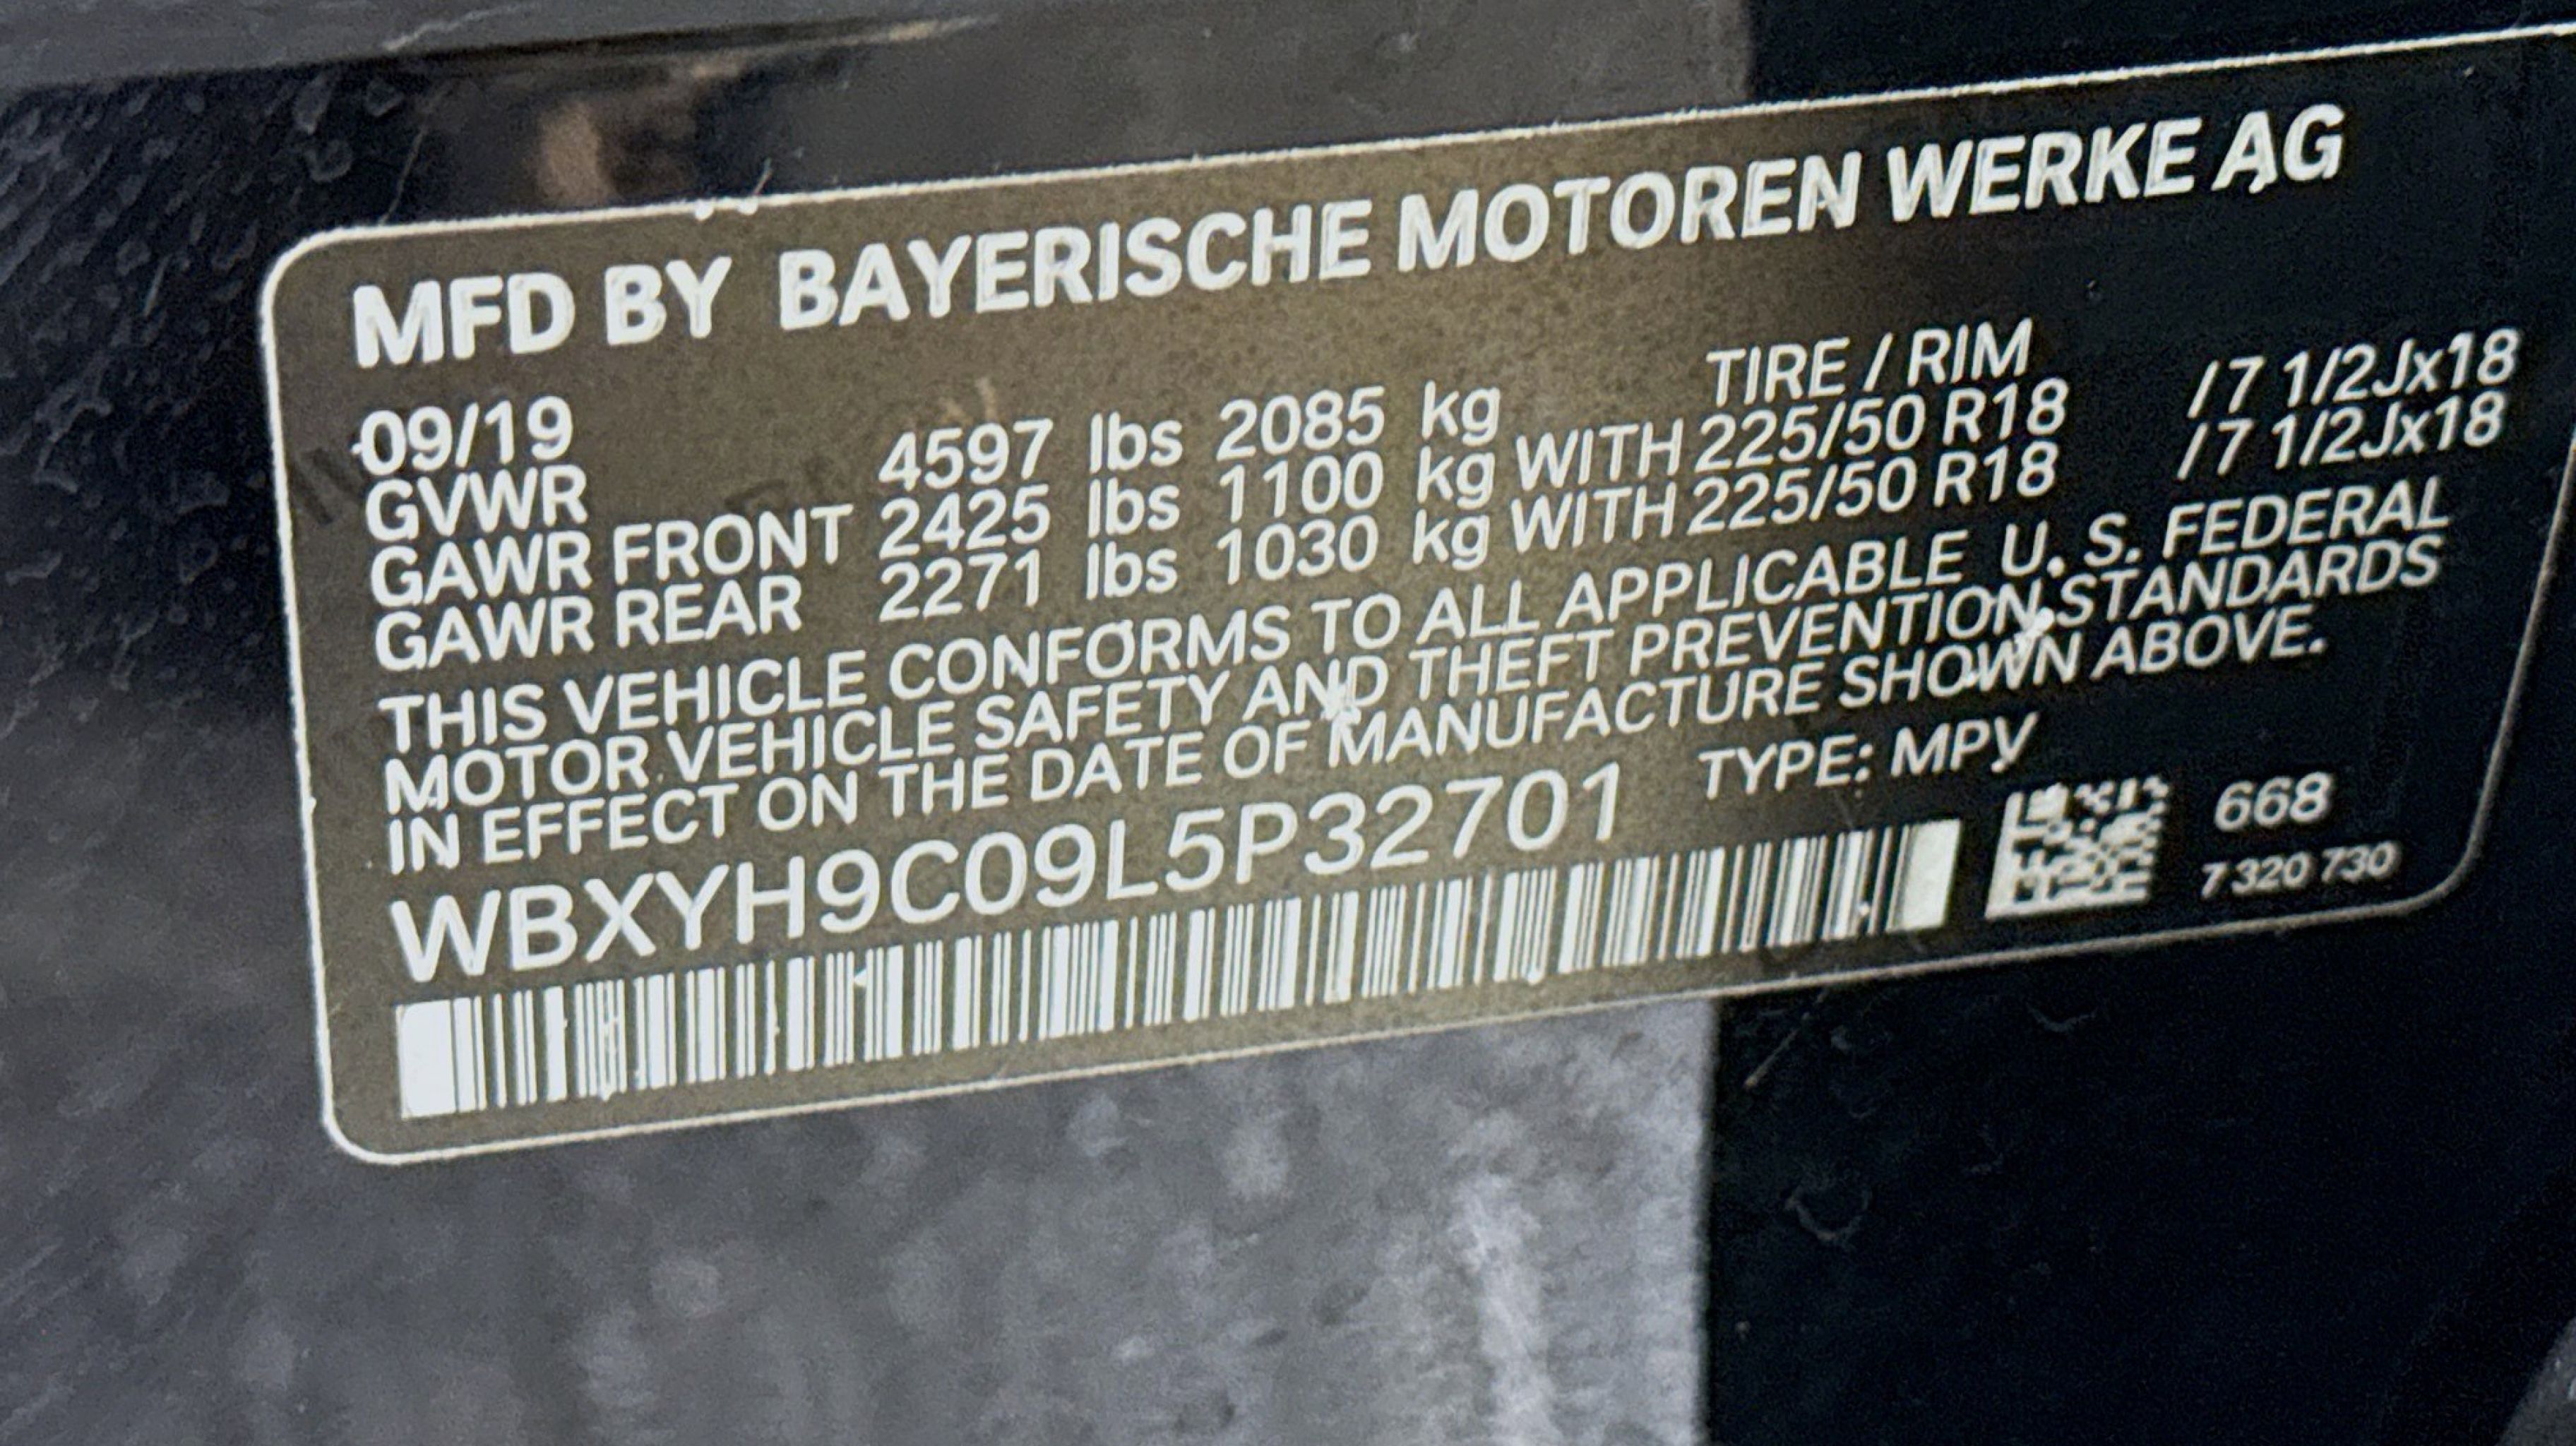 MFD BY BAYERISCHE MOTOREN WERKE AG
09/19 TIRE / RIM
GVWR 4597 lbs 2085 kg
GAWR FRONT 2425 lbs 1100 kg WITH 225/50 R18 / 7 1/2Jx18
GAWR REAR 2271 lbs 1030 kg WITH 225/50 R18 / 7 1/2Jx18
THIS VEHICLE CONFORMS TO ALL APPLICABLE U. S. FEDERAL
MOTOR VEHICLE SAFETY AND THEFT PREVENTION STANDARDS
IN EFFECT ON THE DATE OF MANUFACTURE SHOWN ABOVE.
WBXYH9C09L5P32701 TYPE: MPV
668
7 320 730